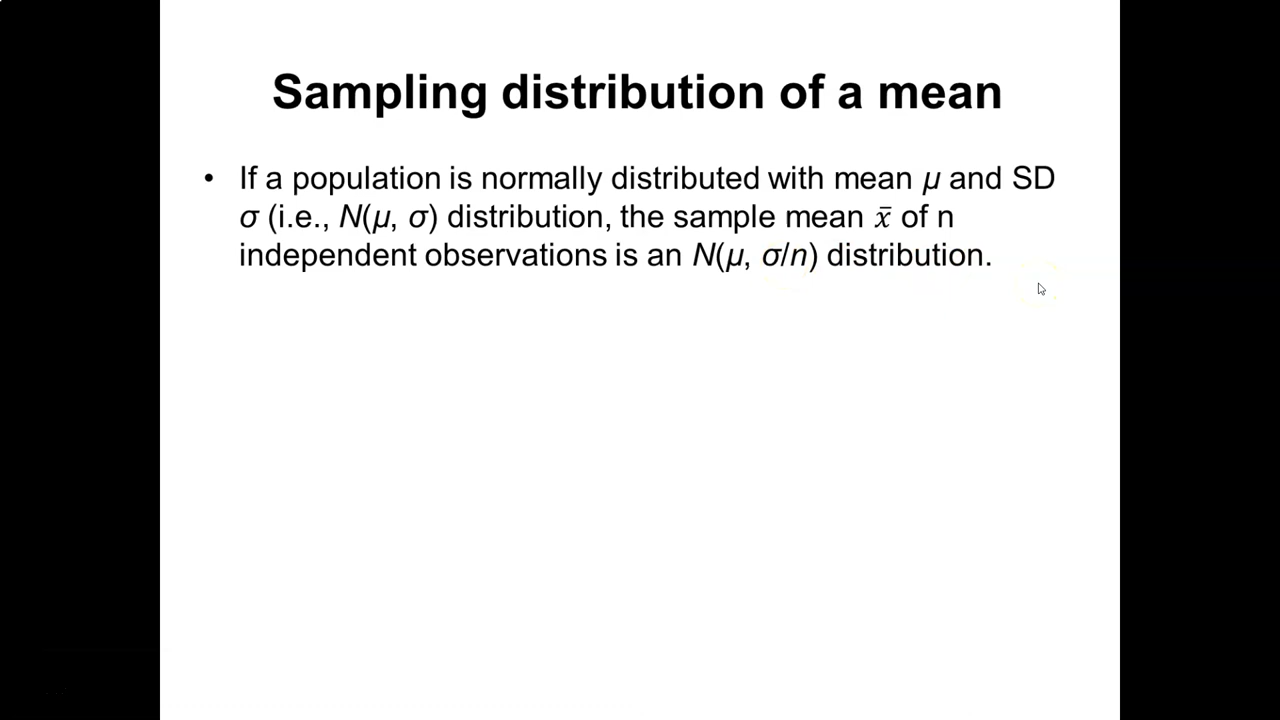 Sampling distribution of a mean
• If a population is normally distributed with mean μ and SD
σ (i.e., N(μ, σ) distribution, the sample mean x̄ of n
independent observations is an N(μ, σ/n) distribution.